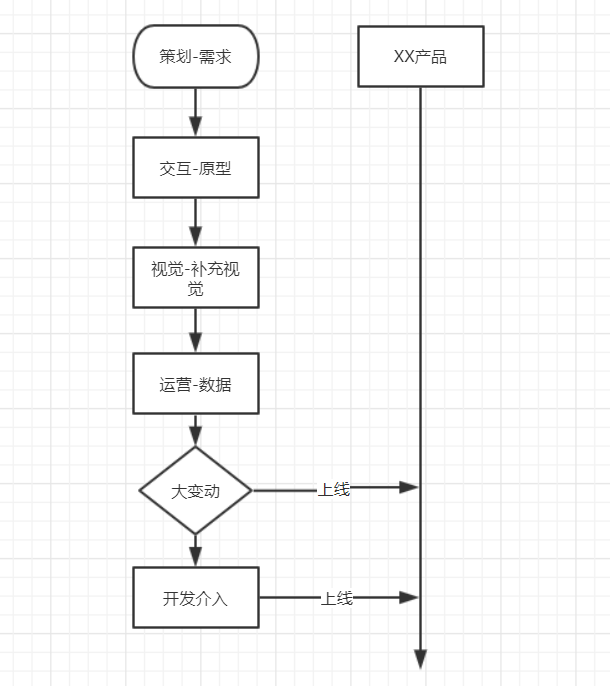 策划-需求
XX产品
交互-原型
视觉-补充视
觉
运营-数据
大变动
上线
开发介入
上线